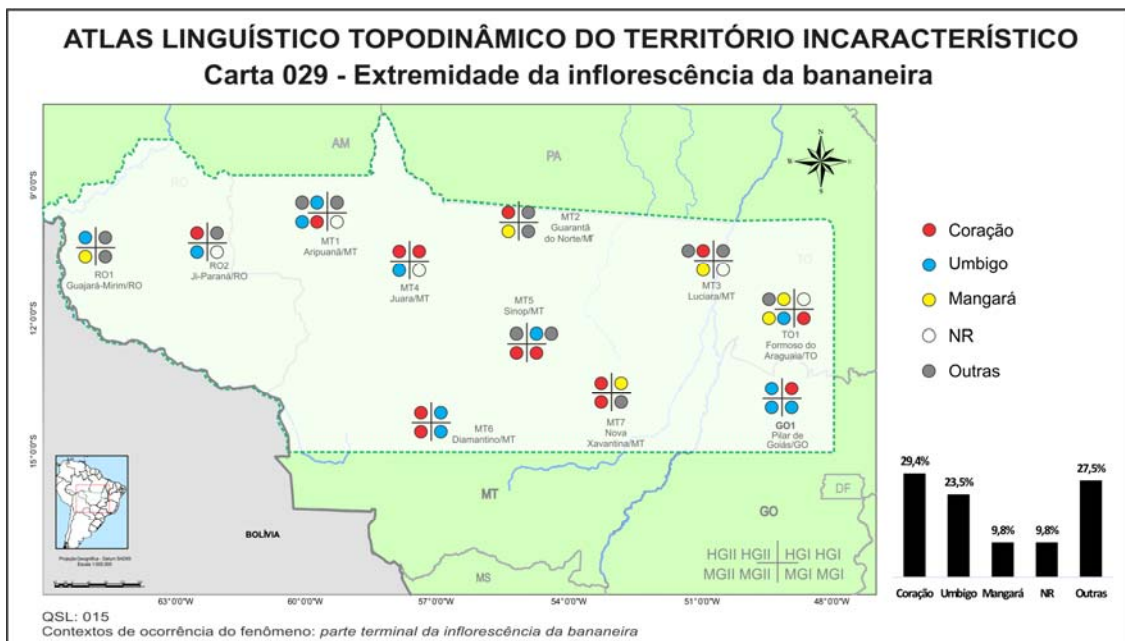 ATLAS LINGUÍSTICO TOPODINÂMICO DO TERRITÓRIO INCARACTERÍSTICO
Carta 029 - Extremidade da inflorescência da bananeira
AM
PA
RO
TO
N
9°0'0"S
12°0'0"S
15°0'0"S
RO1
Guajará-Mirim/RO
RO2
Ji-Paraná/RO
MT1
Aripuanã/MT
MT4
Juara/MT
MT2
Guarantã
do Norte/MT
MT5
Sinop/MT
MT3
Luciara/MT
TO1
Formoso do
Araguaia/TO
MT6
Diamantino/MT
MT7
Nova
Xavantina/MT
GO1
Pilar de
Goiás/GO
Coração
Umbigo
Mangará
NR
Outras
MT
DF
GO
BOLÍVIA
MS
HGII HGII HGI HGI
MGII MGII MGI MGI
63°0'0"W
60°0'0"W
57°0'0"W
54°0'0"W
51°0'0"W
48°0'0"W
29,4%
23,5%
9,8%
9,8%
27,5%
Coração Umbigo Mangará NR Outras
QSL: 015
Contextos de ocorrência do fenômeno: parte terminal da inflorescência da bananeira